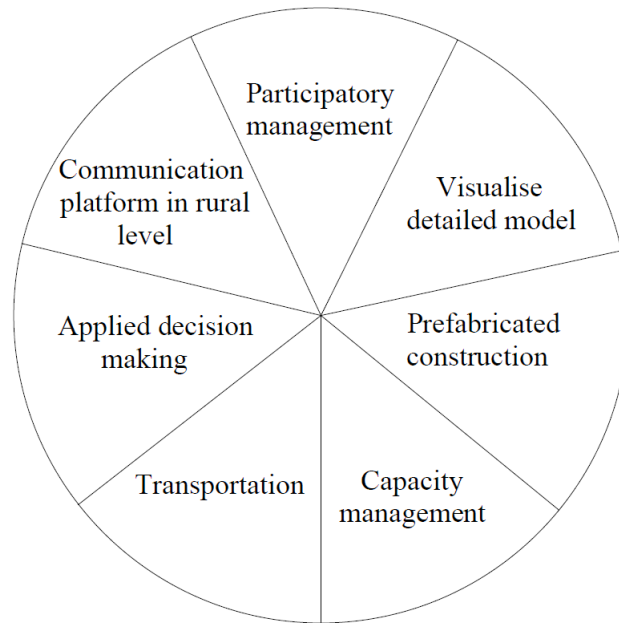 Participatory
management
Communication
platform in rural
level
Visualise
detailed model
Applied decision
making
Prefabricated
construction
Transportation
Capacity
management